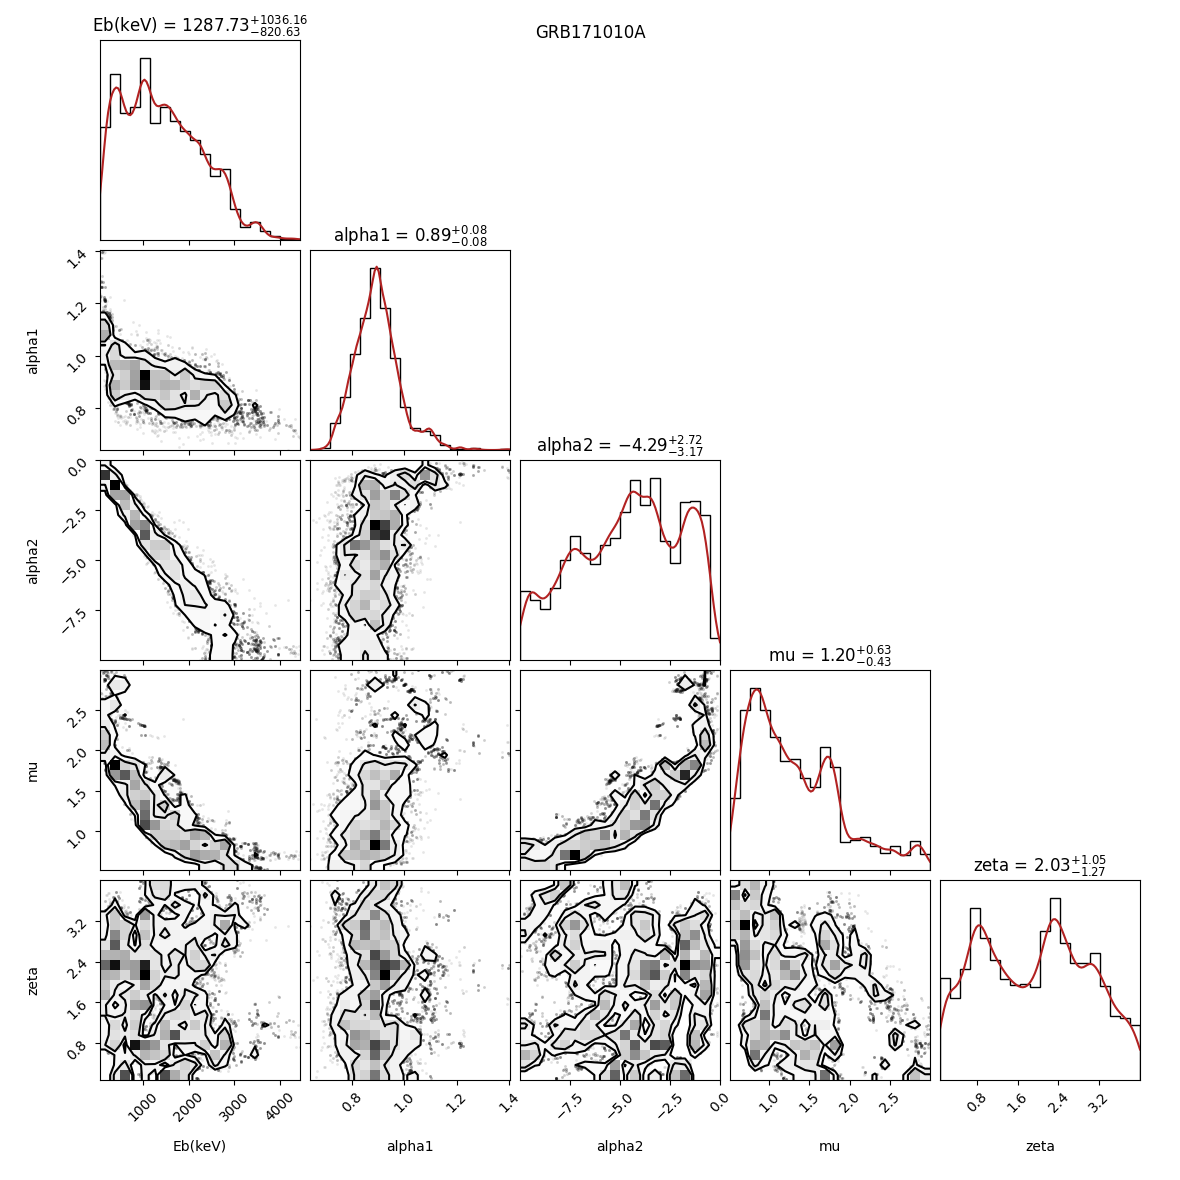 GRB171010A
Eb(keV) = 1287.73+1036.16−820.63
alpha1 = 0.89+0.08−0.08
alpha2 = −4.29+2.72−3.17
mu = 1.20+0.63−0.43
zeta = 2.03+1.05−1.27
1.4
1.2
1.0
0.8
alpha1
0.0
−2.5
−5.0
−7.5
alpha2
2.5
2.0
1.5
1.0
mu
3.2
2.4
1.6
0.8
zeta
1000 2000 3000 4000
0.8 1.0 1.2 1.4
−7.5 −5.0 −2.5 0.0
1.0 1.5 2.0 2.5
0.8 1.6 2.4 3.2
Eb(keV) alpha1 alpha2 mu zeta